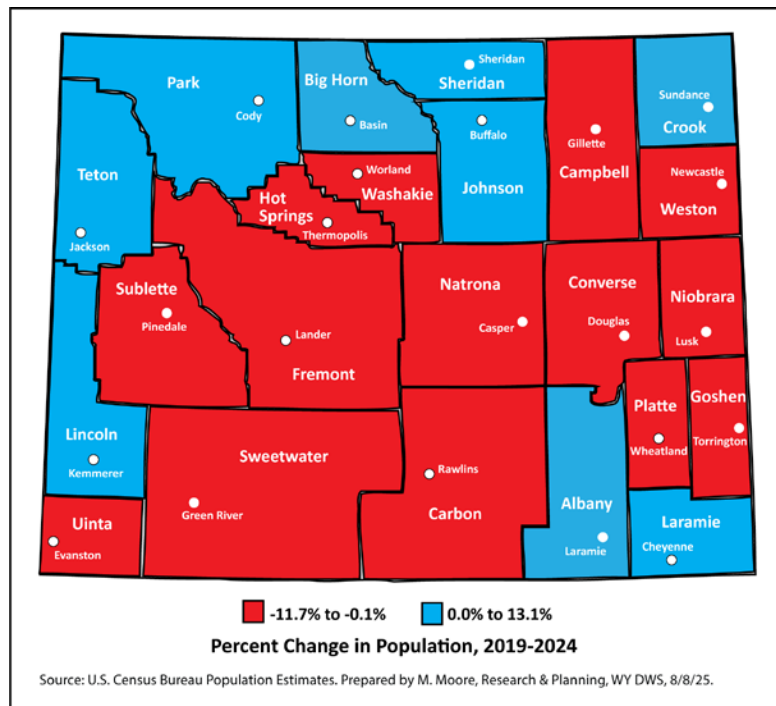 Park
Cody
Big Horn
Basin
Sheridan
Sheridan
Buffalo
Johnson
Gillette
Campbell
Sundance
Crook
Newcastle
Weston
Teton
Jackson
Worland
Washakie
Hot
Springs
Thermopolis
Sublette
Pinedale
Lander
Fremont
Natrona
Casper
Converse
Douglas
Niobrara
Lusk
Lincoln
Kemmerer
Sweetwater
Green River
Rawlins
Carbon
Platte
Wheatland
Goshen
Torrington
Uinta
Evanston
Albany
Laramie
Laramie
Cheyenne
-11.7% to -0.1%
0.0% to 13.1%
Percent Change in Population, 2019-2024
Source: U.S. Census Bureau Population Estimates. Prepared by M. Moore, Research & Planning, WY DWS, 8/8/25.